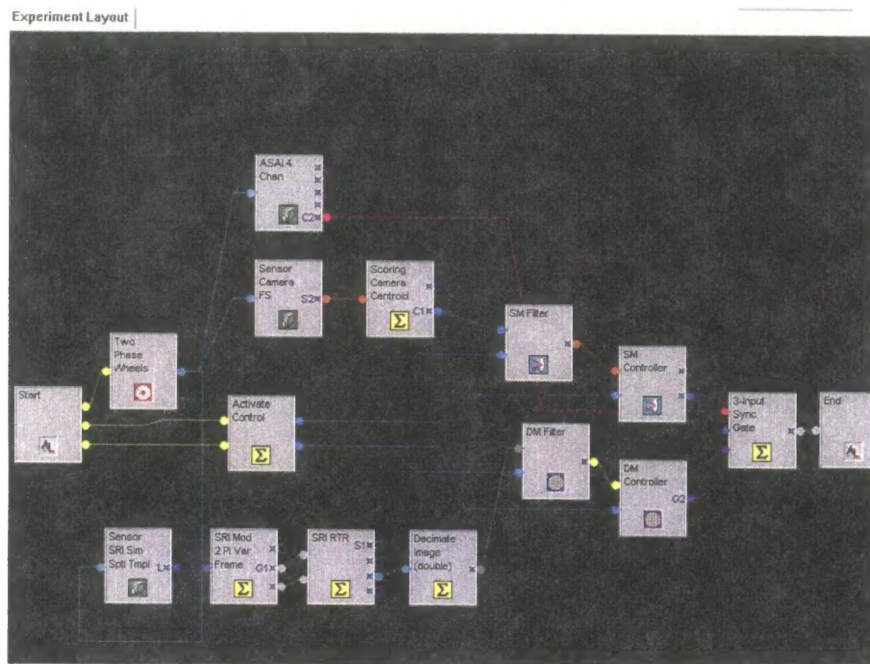 Experiment Layout
ASAI 4
Chan
C2
Sensor
Camera
FS
S2
Scoring
Camera
Centroid
C1
SM Filter
Two
Phase
Wheels
SM
Controller
Start
Activate
Control
3-Input
Sync
Gate
End
DM Filter
DM
Controller
G2
Sensor
SRI Sim
Sptl Tmpl
L
SRI Mod
2 Pi Var
Frame
G1
SRI RTR
S1
Decimate
Image
(double)